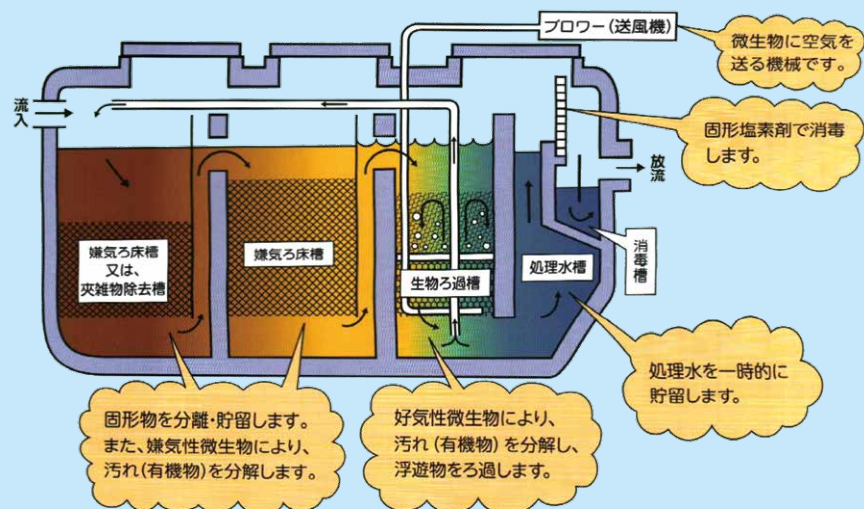 ブロワー(送風機)
微生物に空気を
送る機械です。
流入
固形塩素剤で消毒
します。
放流
嫌気ろ床槽
又は、
夾雑物除去槽
嫌気ろ床槽
生物ろ過槽
処理水槽
消毒槽
固形物を分離・貯留します。
また、嫌気性微生物により、
汚れ(有機物)を分解します。
好気性微生物により、
汚れ(有機物)を分解し、
浮遊物をろ過します。
処理水を一時的に
貯留します。